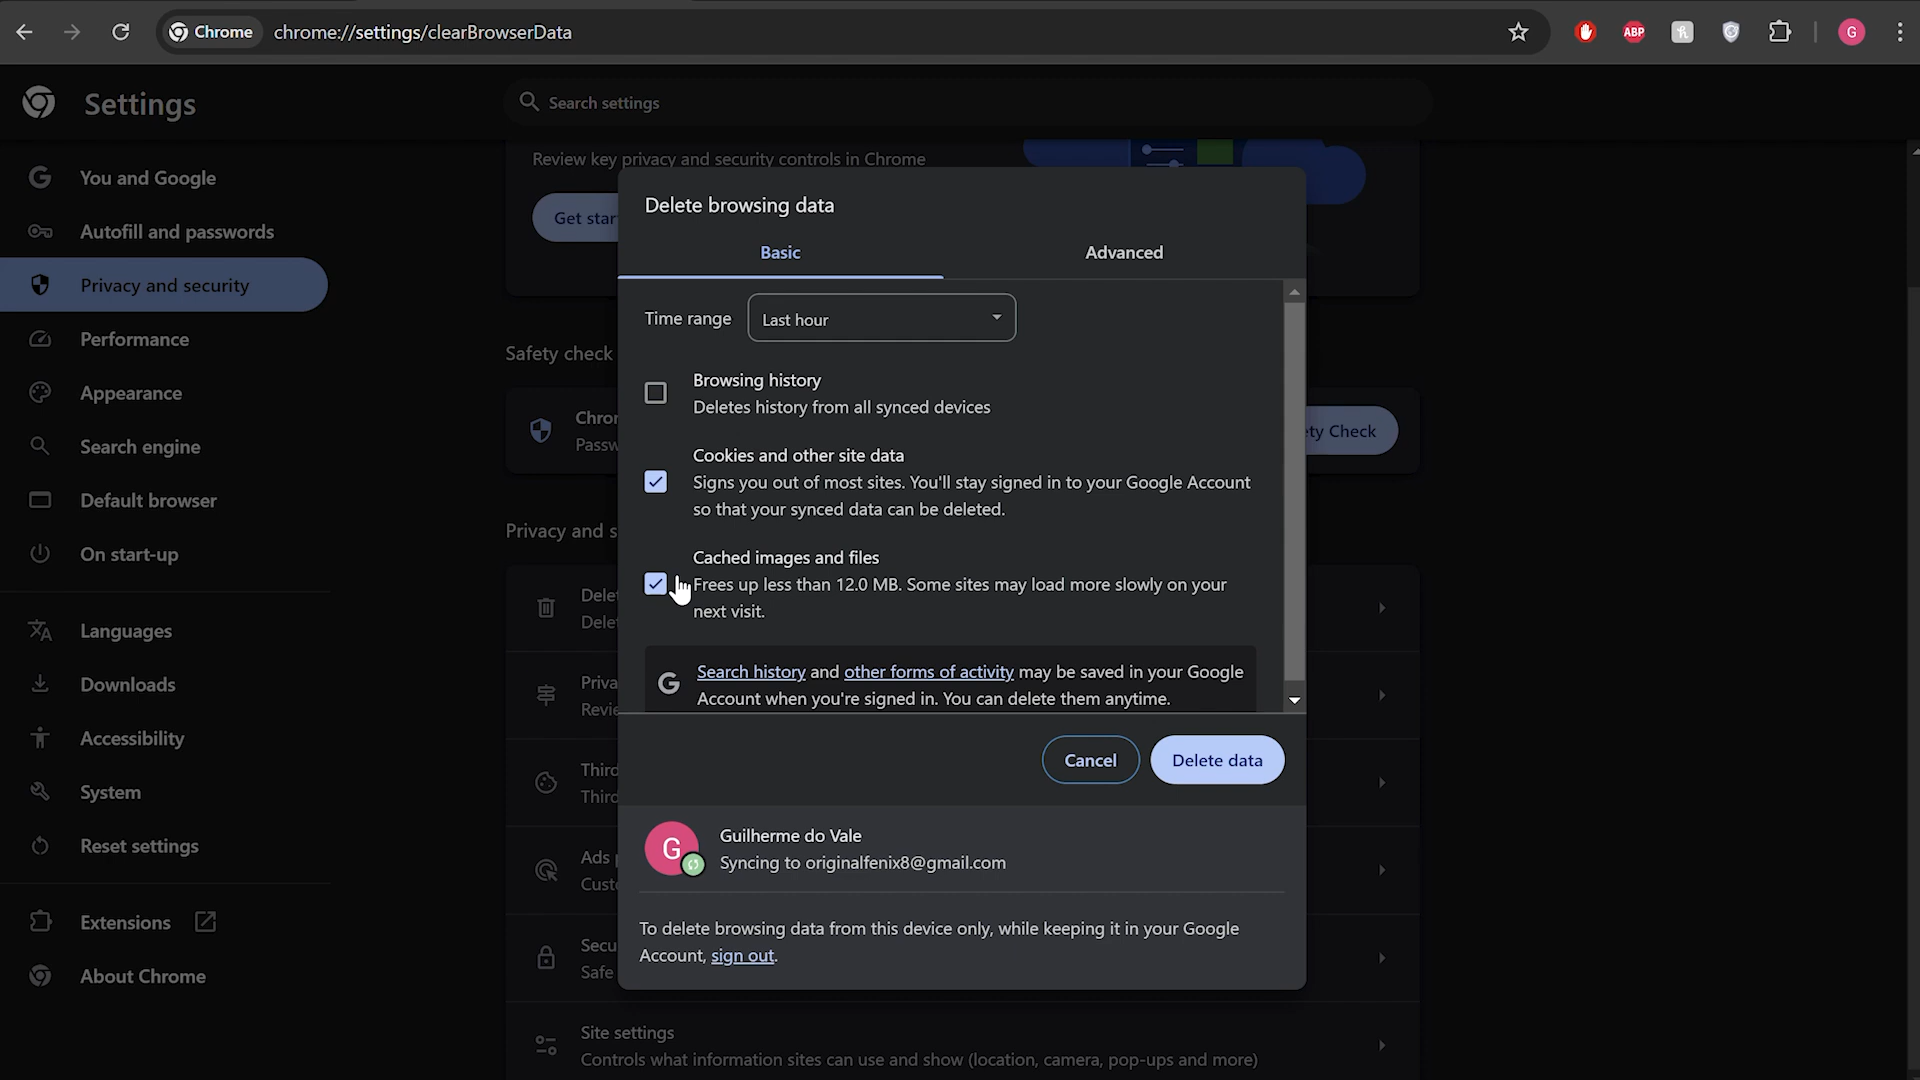 Chrome
chrome://settings/clearBrowserData
ABP
G
Settings
Search settings
You and Google
Autofill and passwords
Privacy and security
Performance
Appearance
Search engine
Default browser
On start-up
Languages
Downloads
Accessibility
System
Reset settings
Extensions
About Chrome
Review key privacy and security controls in Chrome
Get star
Safety check
Chror
Passw
ety Check
Privacy and s
Delet
Delet
Priva
Revie
Third
Third
Ads p
Custo
Secu
Safe
Site settings
Controls what information sites can use and show (location, camera, pop-ups and more)
Delete browsing data
Basic
Advanced
Time range
Last hour
Browsing history
Deletes history from all synced devices
Cookies and other site data
Signs you out of most sites. You'll stay signed in to your Google Account
so that your synced data can be deleted.
Cached images and files
Frees up less than 12.0 MB. Some sites may load more slowly on your
next visit.
G
Search history and other forms of activity may be saved in your Google
Account when you're signed in. You can delete them anytime.
Cancel
Delete data
G
Guilherme do Vale
Syncing to originalfenix8@gmail.com
To delete browsing data from this device only, while keeping it in your Google
Account, sign out.